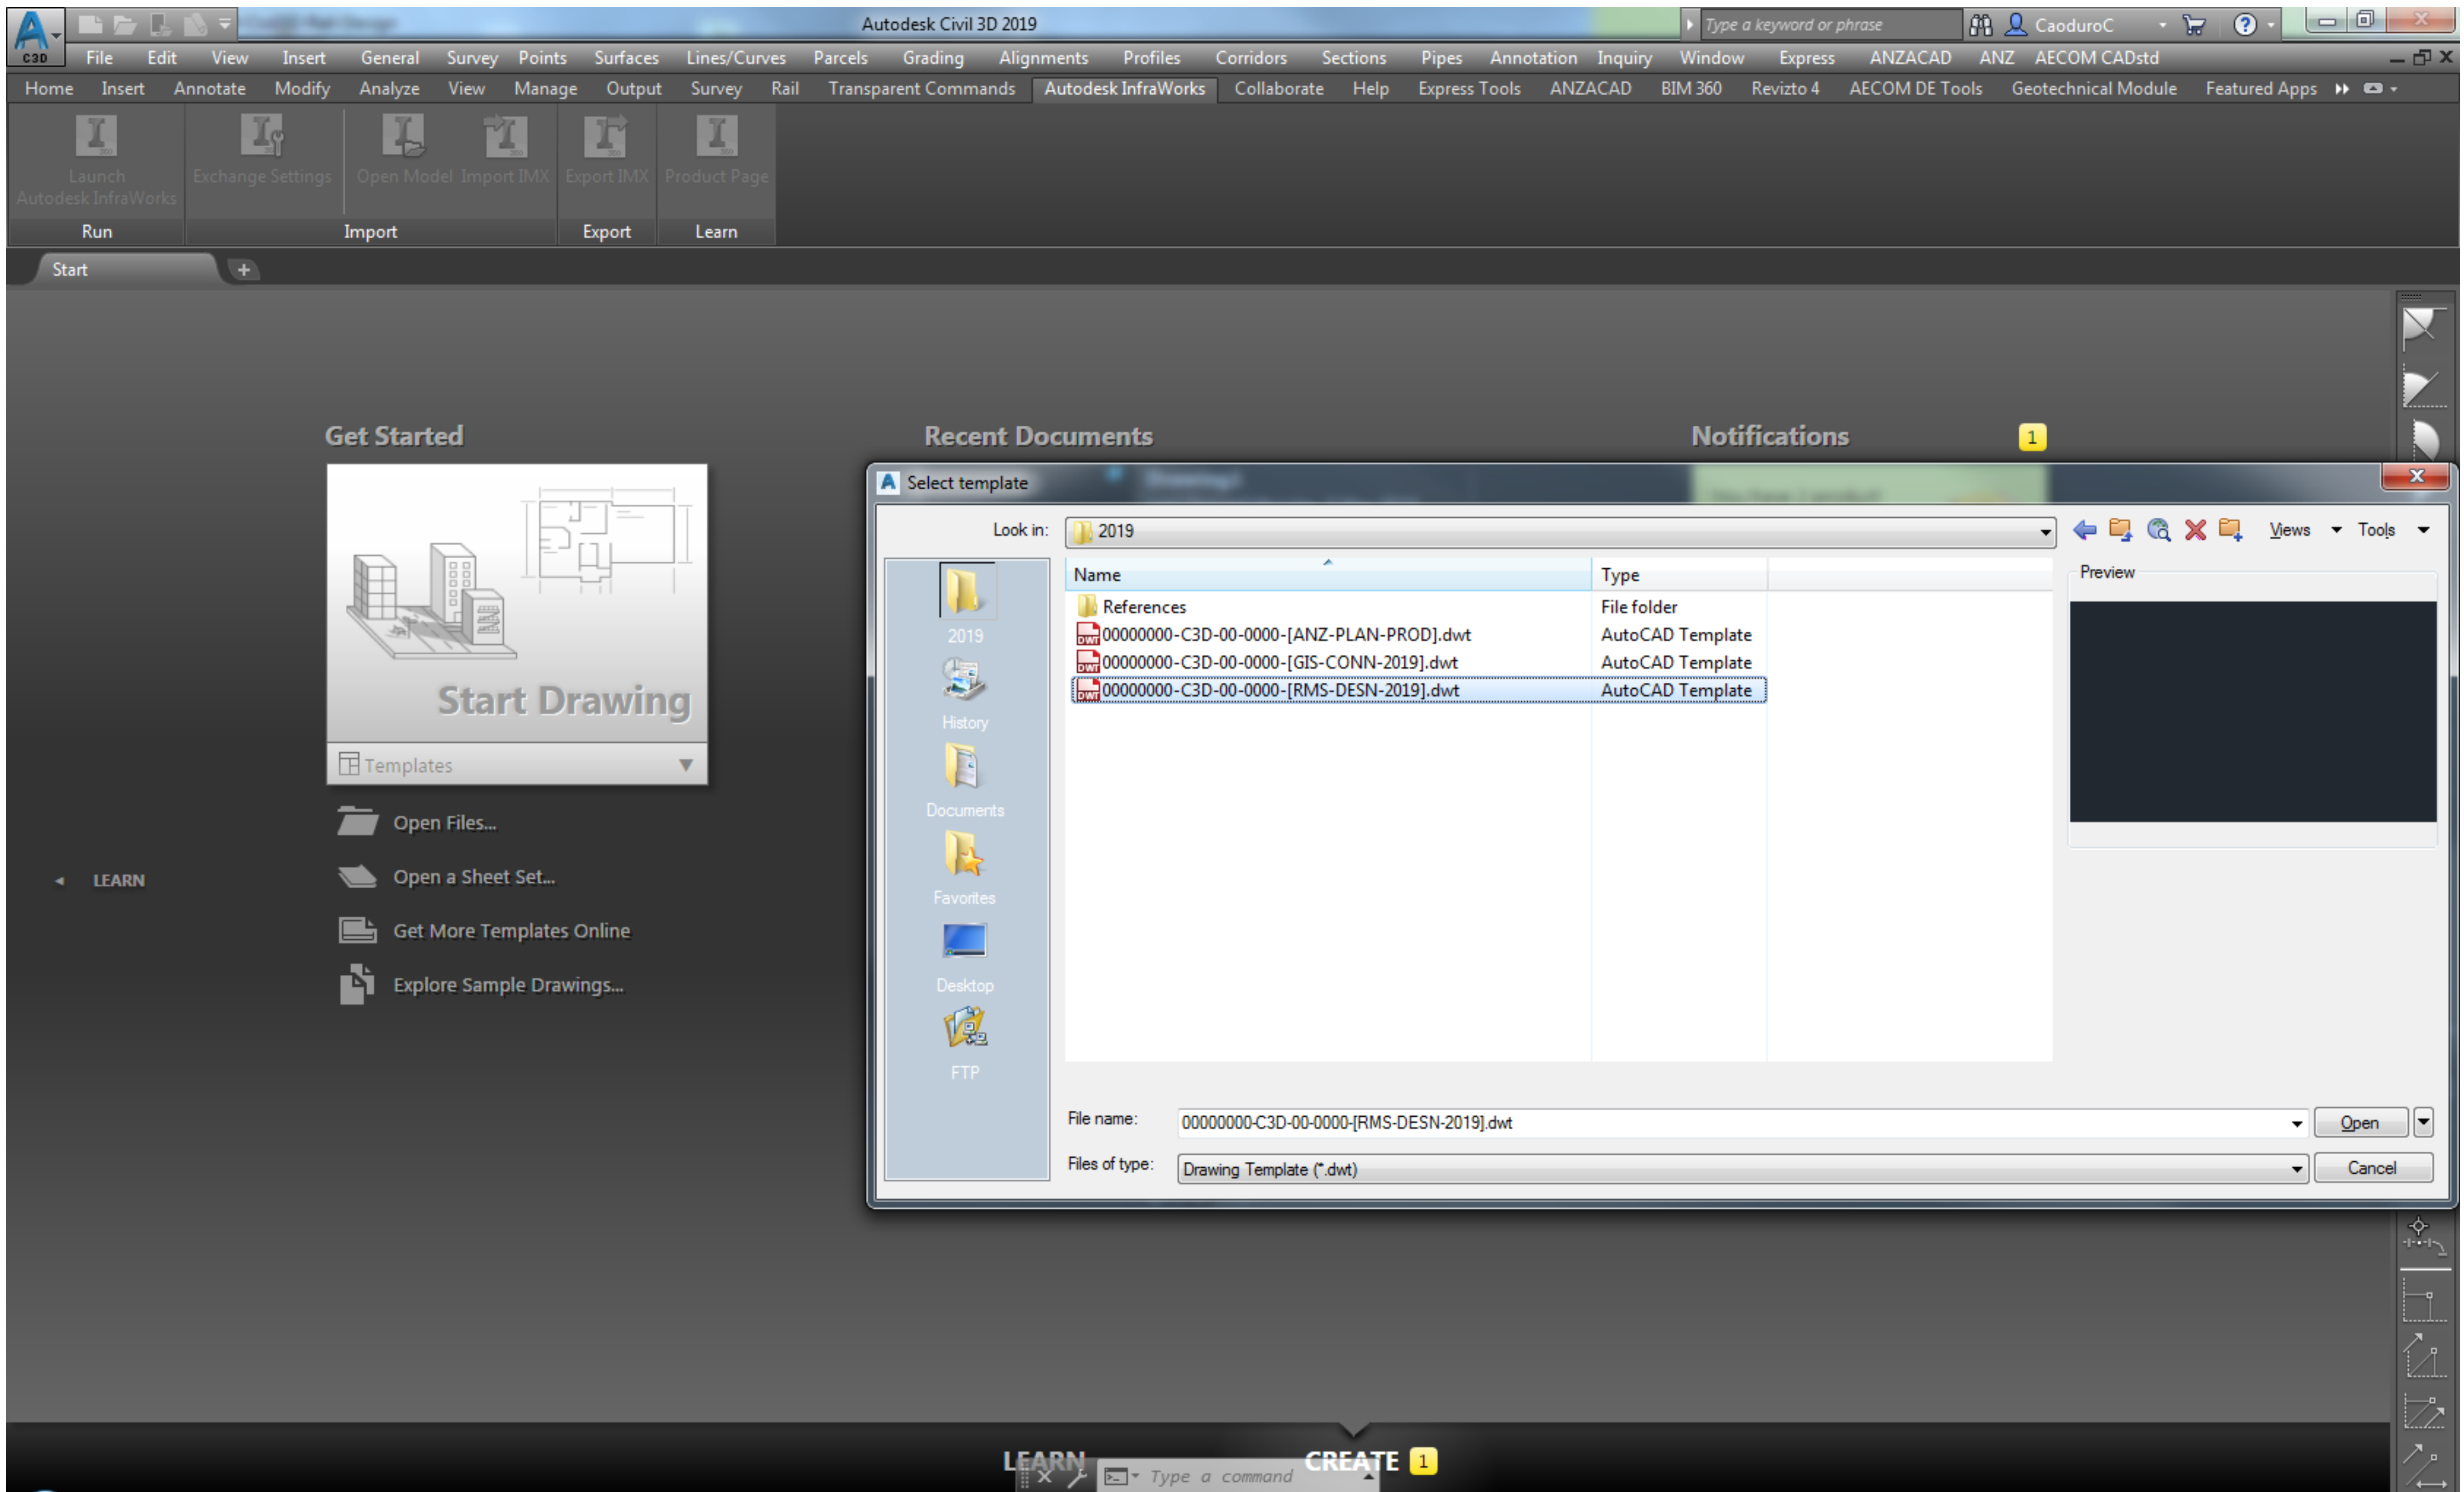 Autodesk Civil 3D 2019
Type a keyword or phrase
CaoduroC
C3D File Edit View Insert General Survey Points Surfaces Lines/Curves Parcels Grading Alignments Profiles Corridors Sections Pipes Annotation Inquiry Window Express ANZACAD ANZ AECOM CADstd
Home Insert Annotate Modify Analyze View Manage Output Survey Rail Transparent Commands Autodesk InfraWorks Collaborate Help Express Tools ANZACAD BIM 360 Revizto 4 AECOM DE Tools Geotechnical Module Featured Apps
Launch
Autodesk InfraWorks
Exchange Settings
Open Model
Import IMX
Export IMX
Product Page
Run
Import
Export
Learn
Start
Get Started
Start Drawing
Templates
Open Files...
Open a Sheet Set...
Get More Templates Online
Explore Sample Drawings...
LEARN
Recent Documents
Notifications
1
Select template
Look in:
2019
Views
Tools
2019
History
Documents
Favorites
Desktop
FTP
Name Type
References File folder
00000000-C3D-00-0000-[ANZ-PLAN-PROD].dwt AutoCAD Template
00000000-C3D-00-0000-[GIS-CONN-2019].dwt AutoCAD Template
00000000-C3D-00-0000-[RMS-DESN-2019].dwt AutoCAD Template
Preview
File name: 00000000-C3D-00-0000-[RMS-DESN-2019].dwt
Open
Files of type: Drawing Template (*.dwt)
Cancel
LEARN
CREATE 1
Type a command